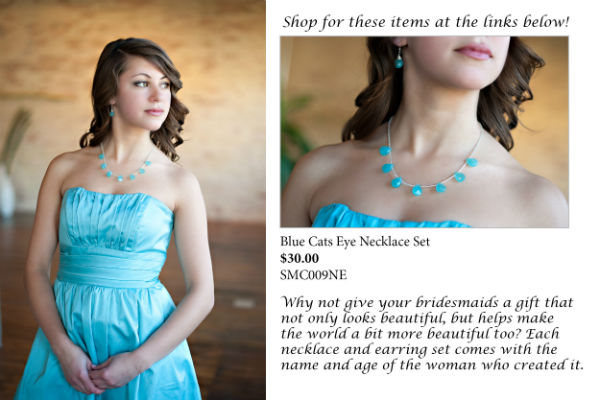 Shop for these items at the links below!
Blue Cats Eye Necklace Set
$30.00
SMC009NE
Why not give your bridesmaids a gift that
not only looks beautiful, but helps make
the world a bit more beautiful too? Each
necklace and earring set comes with the
name and age of the woman who created it.